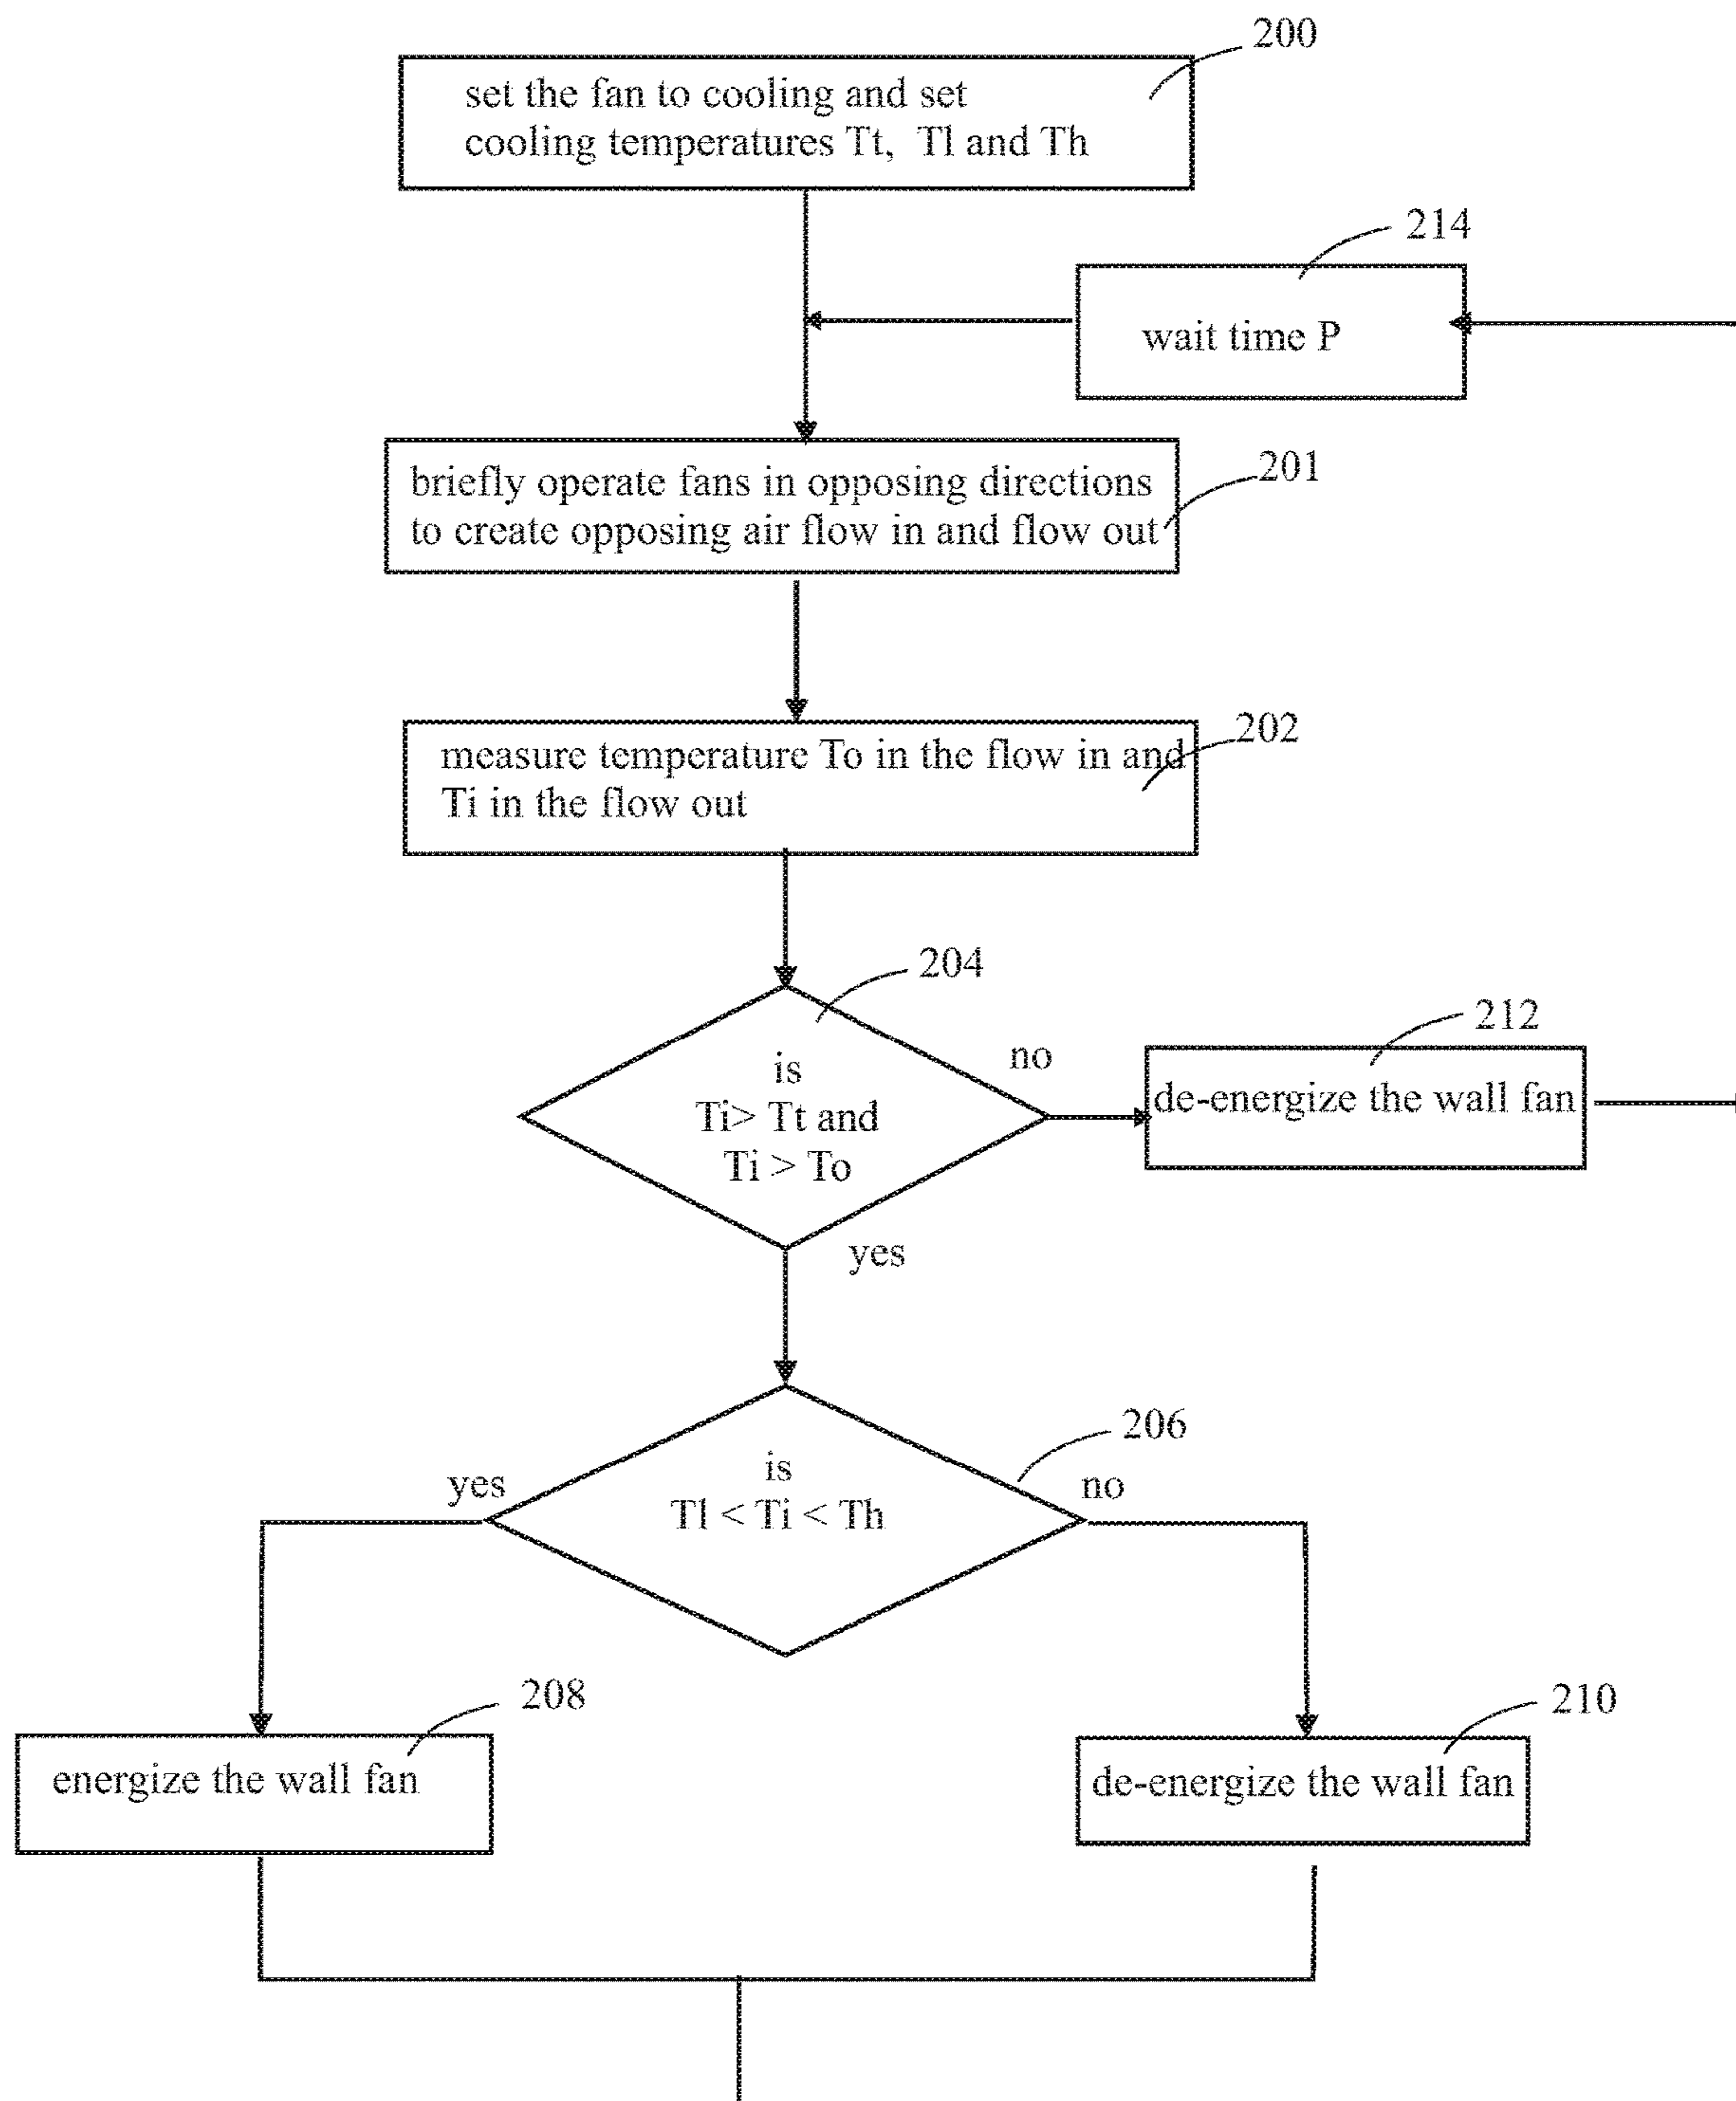 200
set the fan to cooling and set
cooling temperatures Tt, Tl and Th
214
wait time P
201
briefly operate fans in opposing directions
to create opposing air flow in and flow out
202
measure temperature To in the flow in and
Ti in the flow out
204
is
Ti> Tt and
Ti > To
no
212
de-energize the wall fan
yes
206
is
Tl < Ti < Th
yes
no
208
energize the wall fan
210
de-energize the wall fan